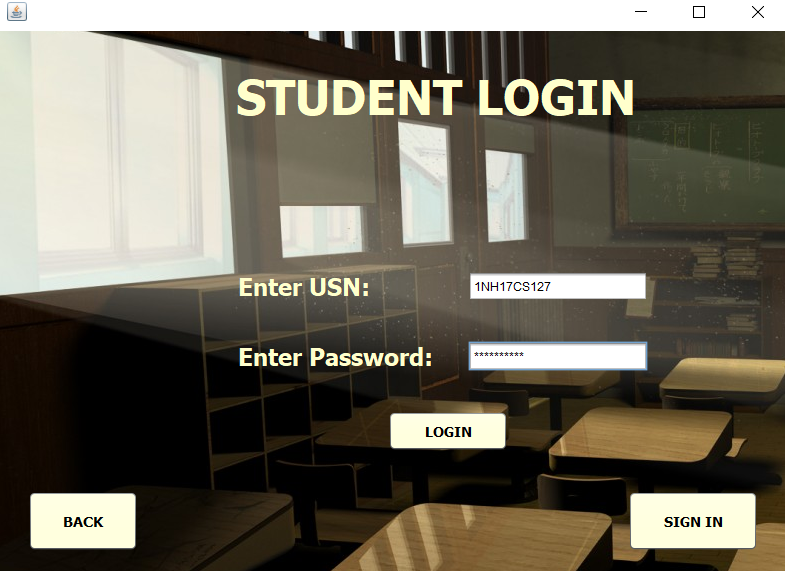 STUDENT LOGIN
Enter USN:
1NH17CS127
Enter Password:
**********
LOGIN
BACK
SIGN IN